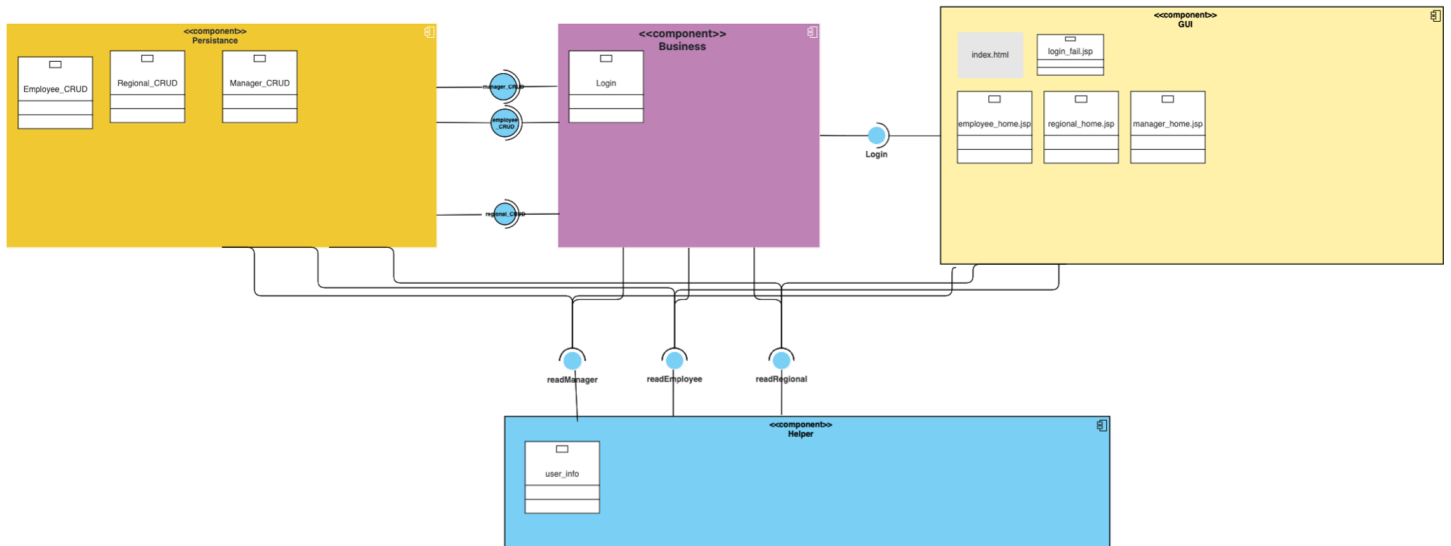 <<component>>
Persistance
Employee_CRUD
Regional_CRUD
Manager_CRUD
manager_CRUD
employee
_CRUD
regional_CRUD
<<component>>
Business
Login
Login
<<component>>
GUI
index.html
login_fail.jsp
employee_home.jsp
regional_home.jsp
manager_home.jsp
readManager
readEmployee
readRegional
<<component>>
Helper
user_info